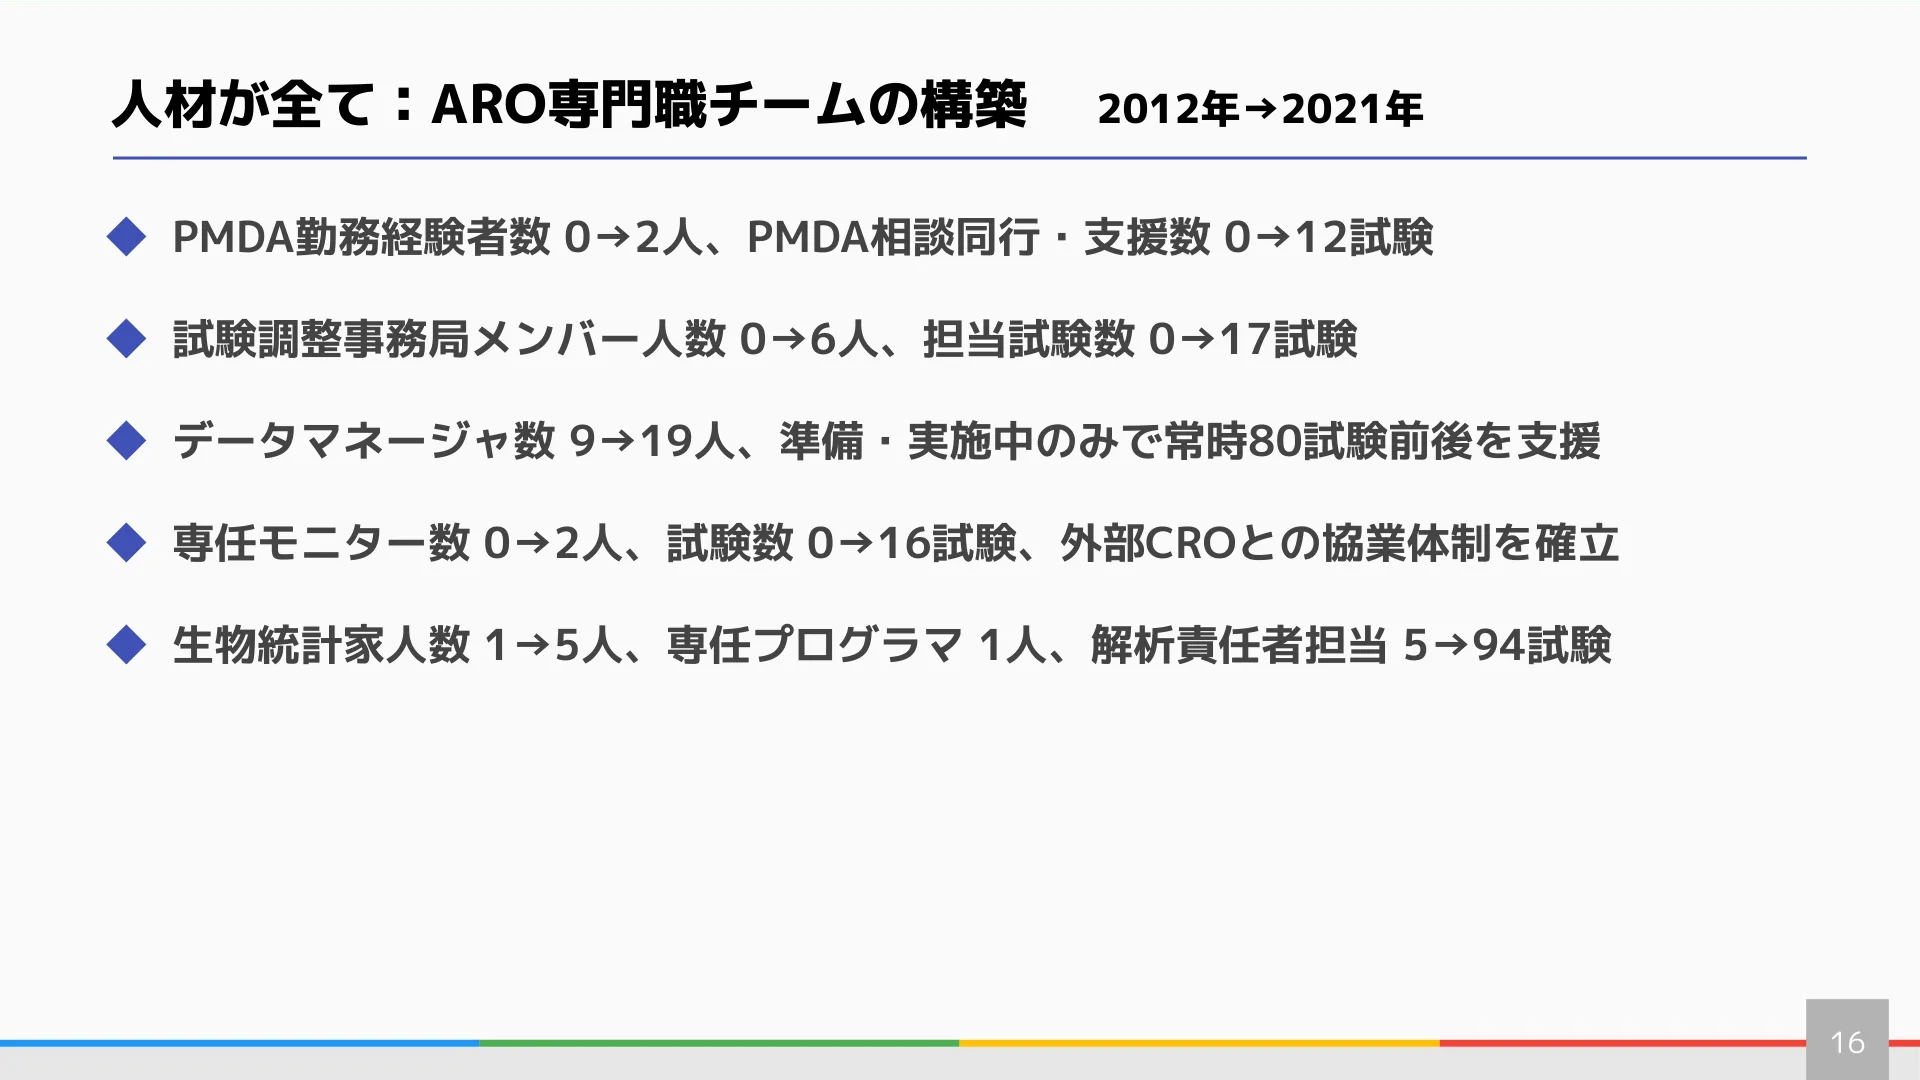 人材が全て：ARO専門職チームの構築　2012年→2021年
PMDA勤務経験者数 0→2人、PMDA相談同行・支援数 0→12試験
試験調整事務局メンバー人数 0→6人、担当試験数 0→17試験
データマネージャ数 9→19人、準備・実施中のみで常時80試験前後を支援
専任モニター数 0→2人、試験数 0→16試験、外部CROとの協業体制を確立
生物統計家人数 1→5人、専任プログラマ 1人、解析責任者担当 5→94試験
16